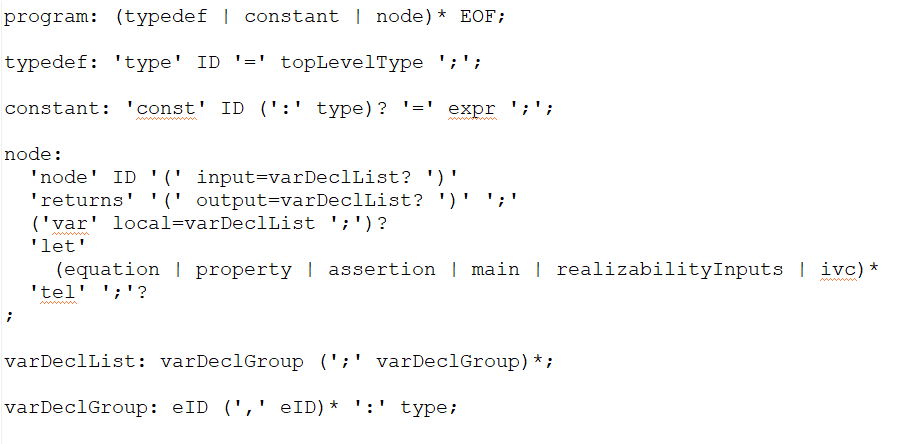 program: (typedef | constant | node)* EOF;
typedef: 'type' ID '=' topLevelType ';';
constant: 'const' ID (':' type)? '=' expr ';';
node:
'node' ID '(' input=varDeclList? ')'
'returns' '(' output=varDeclList? ')' ';'
('var' local=varDeclList ';')?
'let'
(equation | property | assertion | main | realizabilityInputs | ivc)*
'tel' ';'?
;
varDeclList: varDeclGroup (';' varDeclGroup)*;
varDeclGroup: eID (',' eID)* ':' type;